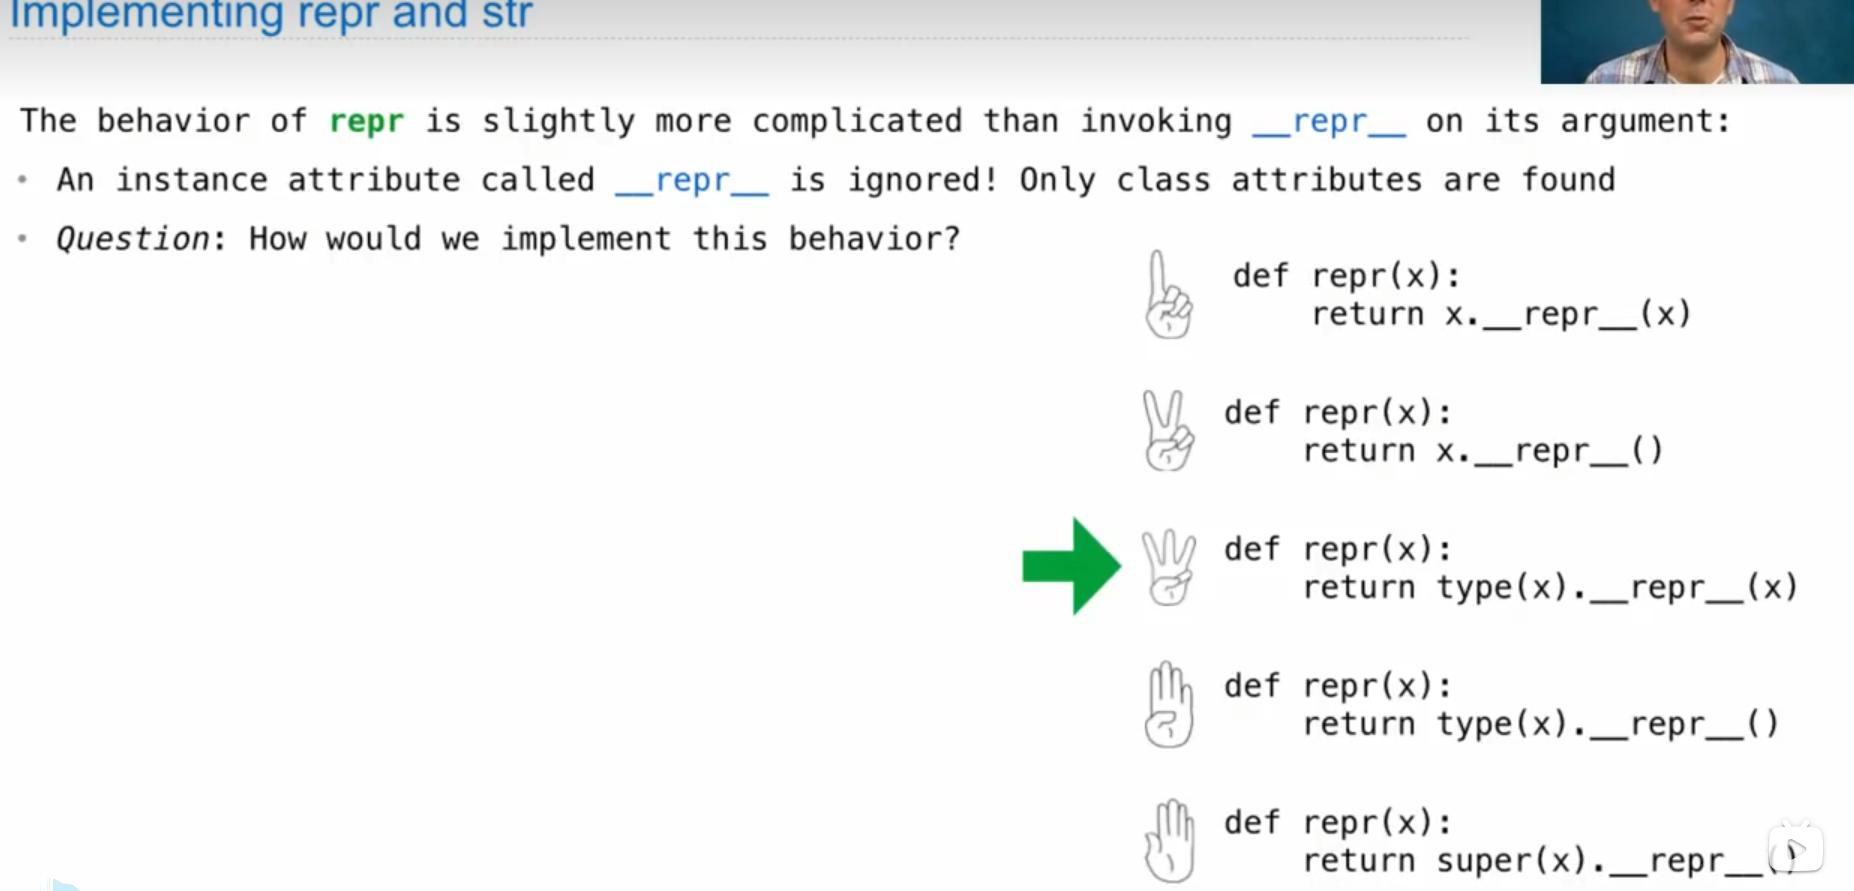 Implementing repr and str
The behavior of repr is slightly more complicated than invoking __repr__ on its argument:
• An instance attribute called __repr__ is ignored! Only class attributes are found
• Question: How would we implement this behavior?
def repr(x):
return x.__repr__(x)
def repr(x):
return x.__repr__()
def repr(x):
return type(x).__repr__(x)
def repr(x):
return type(x).__repr__()
def repr(x):
return super(x).__repr__()